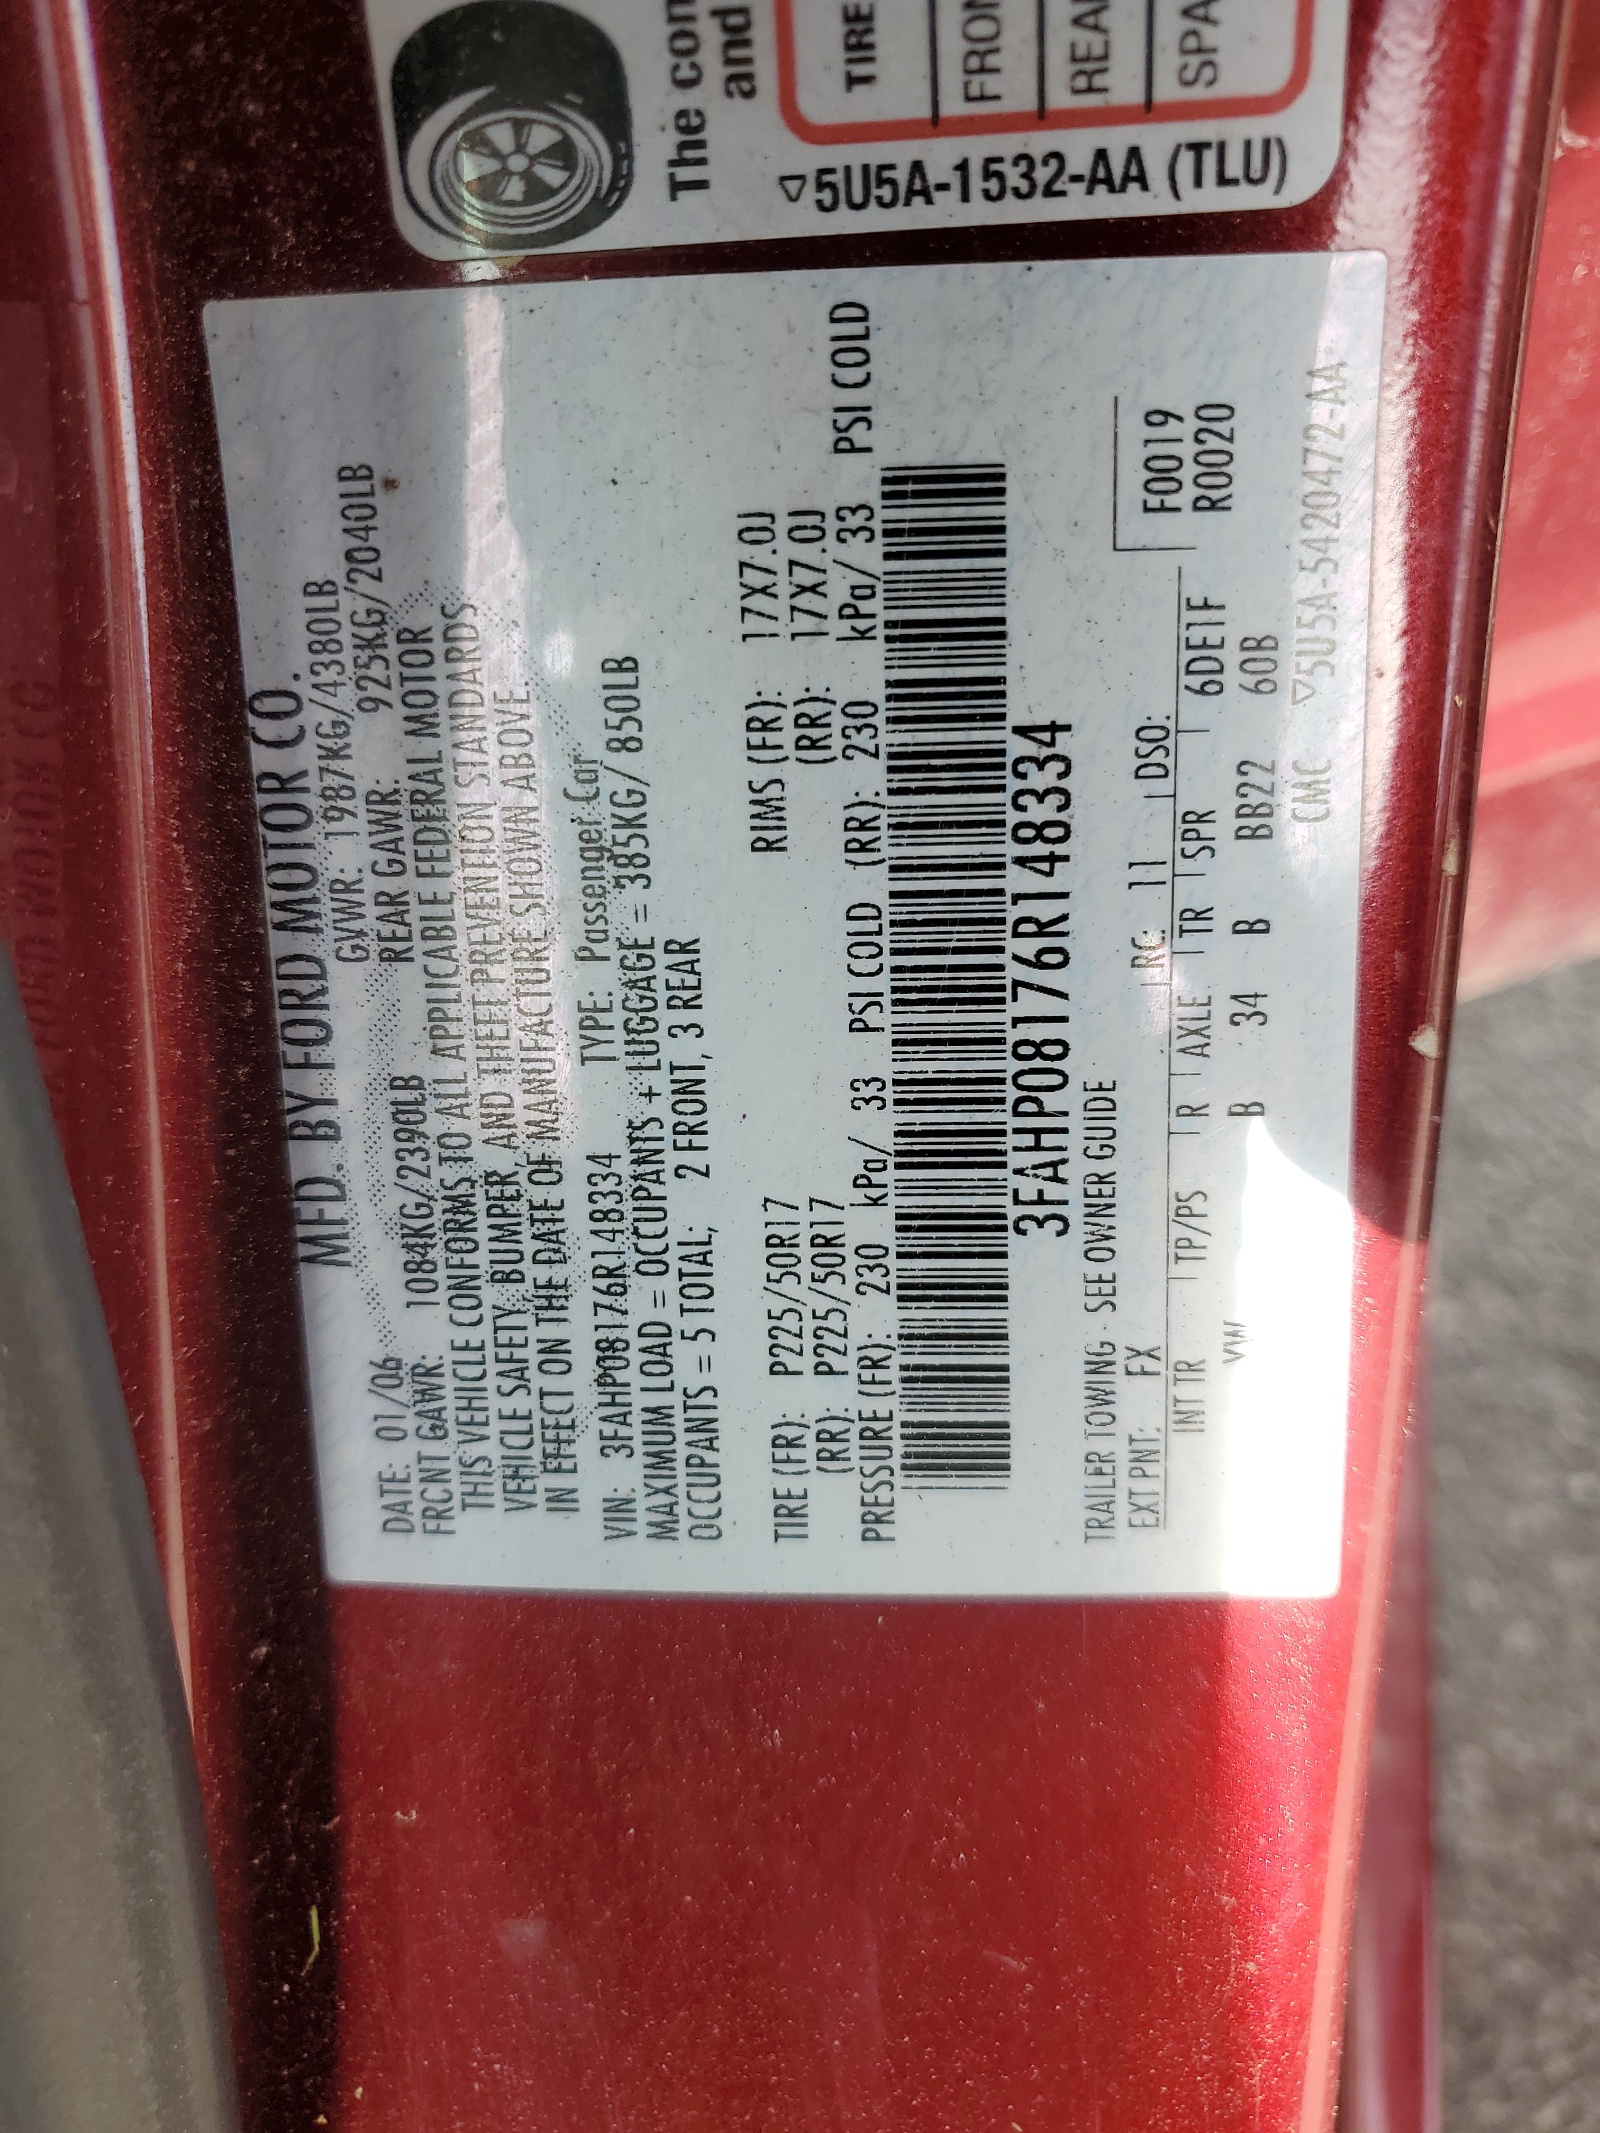 MFD. BY FORD MOTOR CO.
DATE: 01/06 GVWR: 1987KG/4380LB
FRCNT GAWR: 1084KG/2390LB REAR GAWR: 925KG/2040LB
THIS VEHICLE CONFORMS TO ALL APPLICABLE FEDERAL MOTOR
VEHICLE SAFETY, BUMPER, AND THEFT PREVENTION STANDARDS
IN EFFECT ON THE DATE OF MANUFACTURE SHOWN ABOVE.
VIN: 3FAHP08176R148334 TYPE: Passenger Car
MAXIMUM LOAD = OCCUPANTS + LUGGAGE = 385KG/ 850LB
OCCUPANTS = 5 TOTAL; 2 FRONT, 3 REAR
TIRE (FR): P225/50R17 RIMS (FR): 17X7.0J
(RR): P225/50R17 (RR): 17X7.0J
PRESSURE (FR): 230 kPa/ 33 PSI COLD (RR): 230 kPa/ 33 PSI COLD
3FAHP08176R148334
TRAILER TOWING - SEE OWNER GUIDE
EXT PNT: FX RC: 11 DSO: F0019
INT TR TP/PS R AXLE TR SPR 6DE1F R0020
VW B 34 B BB22 60B
CMC ▽5U5A-5420472-AA
The con
and
TIRE
FRON
REAR
SPA
▽5U5A-1532-AA (TLU)